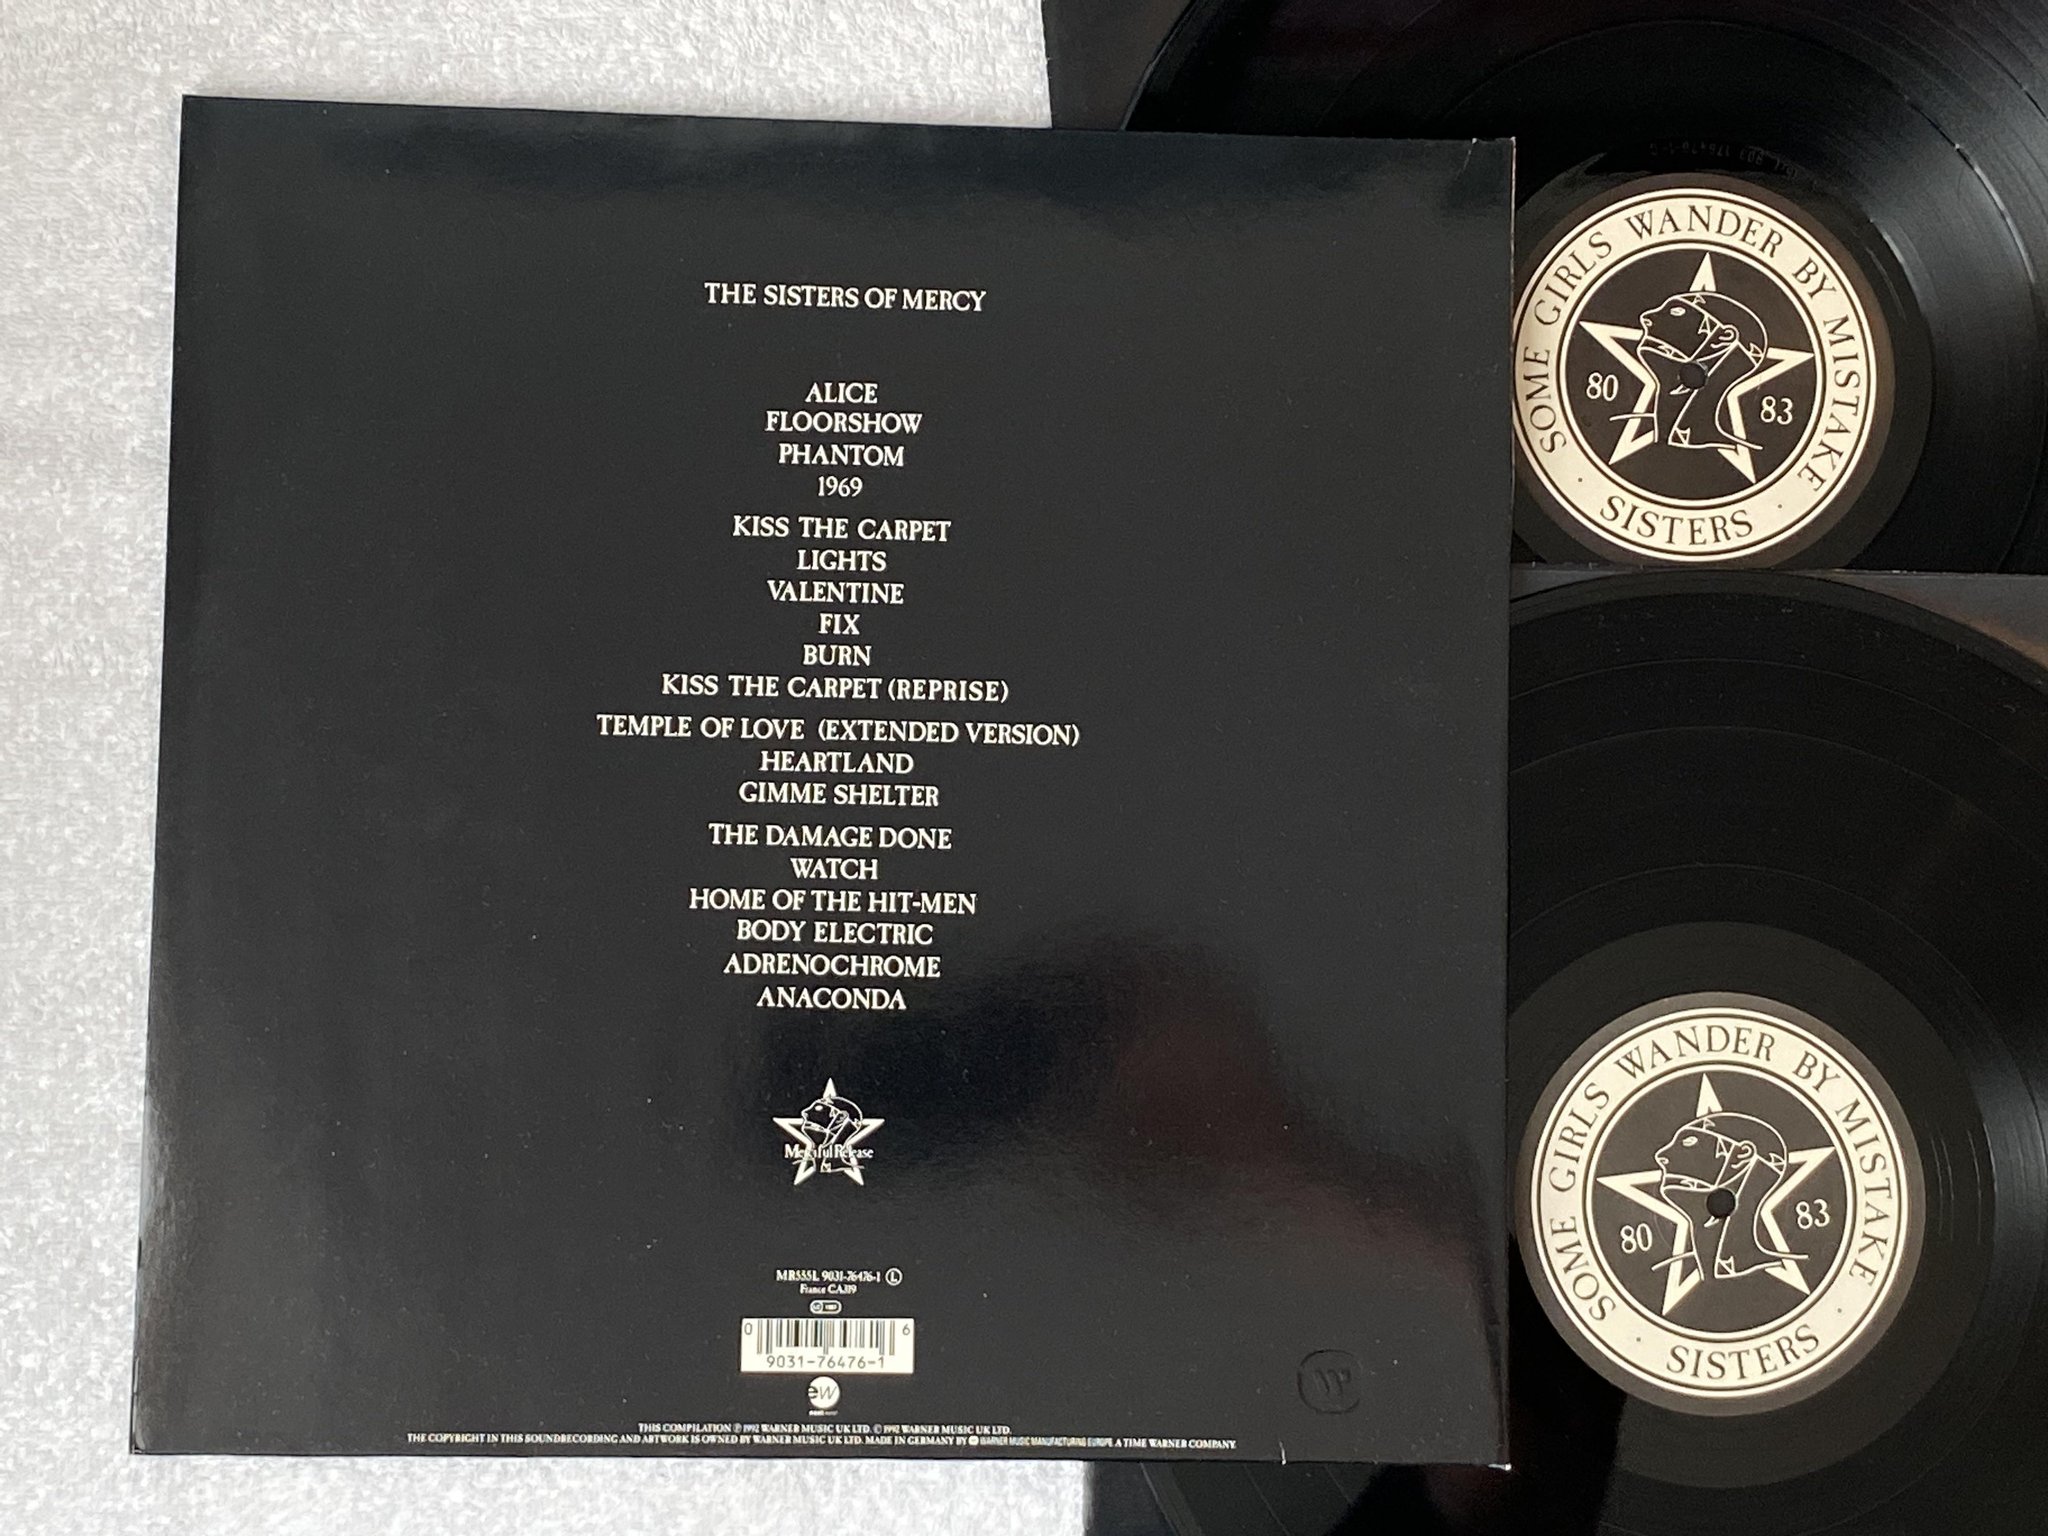 THE SISTERS OF MERCY
ALICE
FLOORSHOW
PHANTOM
1969
KISS THE CARPET
LIGHTS
VALENTINE
FIX
BURN
KISS THE CARPET (REPRISE)
TEMPLE OF LOVE (EXTENDED VERSION)
HEARTLAND
GIMME SHELTER
THE DAMAGE DONE
WATCH
HOME OF THE HIT-MEN
BODY ELECTRIC
ADRENOCHROME
ANACONDA
Merciful Release
MR555L 9031-76476-1 Ⓛ
France CA319
LC
0 9031-76476-1 6
ew
THIS COMPILATION ℗ 1992 WARNER MUSIC UK LTD. © 1992 WARNER MUSIC UK LTD.
THE COPYRIGHT IN THIS SOUNDRECORDING AND ARTWORK IS OWNED BY WARNER MUSIC UK LTD. MADE IN GERMANY BY WARNER MUSIC MANUFACTURING EUROPE A TIME WARNER COMPANY.
SOME GIRLS WANDER BY MISTAKE
80 83
· SISTERS ·
SOME GIRLS WANDER BY MISTAKE
80 83
· SISTERS ·